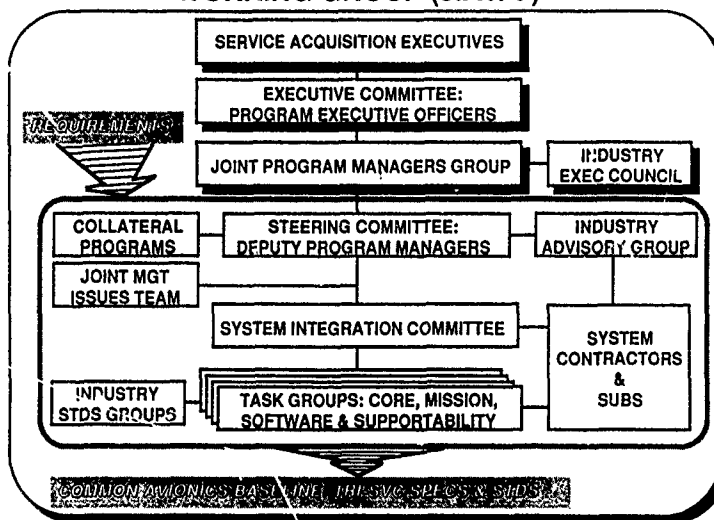 SERVICE ACQUISITION EXECUTIVES
EXECUTIVE COMMITTEE:
PROGRAM EXECUTIVE OFFICERS
REQUIREMENTS
JOINT PROGRAM MANAGERS GROUP
INDUSTRY
EXEC COUNCIL
COLLATERAL
PROGRAMS
STEERING COMMITTEE:
DEPUTY PROGRAM MANAGERS
INDUSTRY
ADVISORY GROUP
JOINT MGT
ISSUES TEAM
SYSTEM INTEGRATION COMMITTEE
SYSTEM
CONTRACTORS
&
SUBS
INDUSTRY
STDS GROUPS
TASK GROUPS: CORE, MISSION,
SOFTWARE & SUPPORTABILITY
COMMON AVIONICS BASELINE TRI-SVC SPECS & STDS